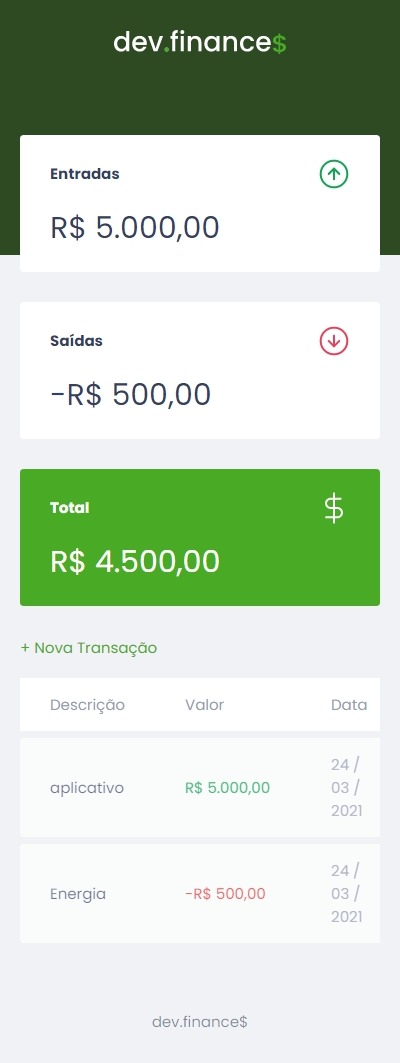 dev.finance$
Entradas
R$ 5.000,00
Saídas
-R$ 500,00
Total
R$ 4.500,00
+ Nova Transação
Descrição Valor Data
aplicativo R$ 5.000,00 24 /
03 /
2021
Energia -R$ 500,00 24 /
03 /
2021
dev.finance$